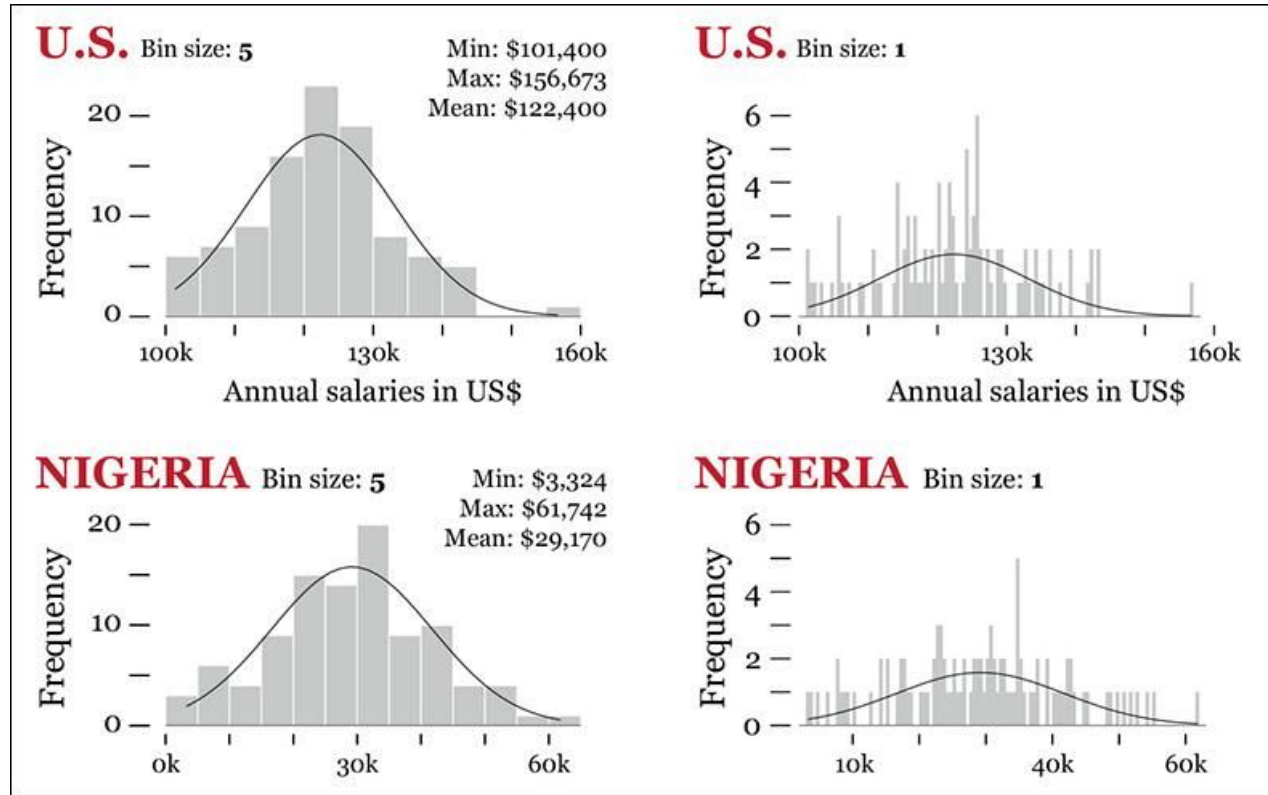 U.S. Bin size: 5
Min: $101,400
Max: $156,673
Mean: $122,400
20
10
0
Frequency
100k 130k 160k
Annual salaries in US$
U.S. Bin size: 1
6
4
2
0
Frequency
100k 130k 160k
Annual salaries in US$
NIGERIA Bin size: 5
Min: $3,324
Max: $61,742
Mean: $29,170
20
10
0
Frequency
0k 30k 60k
NIGERIA Bin size: 1
6
4
2
0
Frequency
10k 40k 60k